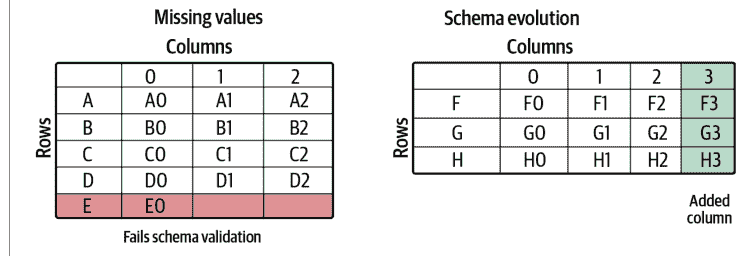 Missing values
Columns
0 1 2
A A0 A1 A2
B B0 B1 B2
C C0 C1 C2
D D0 D1 D2
E E0
Rows
Fails schema validation
Schema evolution
Columns
0 1 2 3
F F0 F1 F2 F3
G G0 G1 G2 G3
H H0 H1 H2 H3
Rows
Added
column